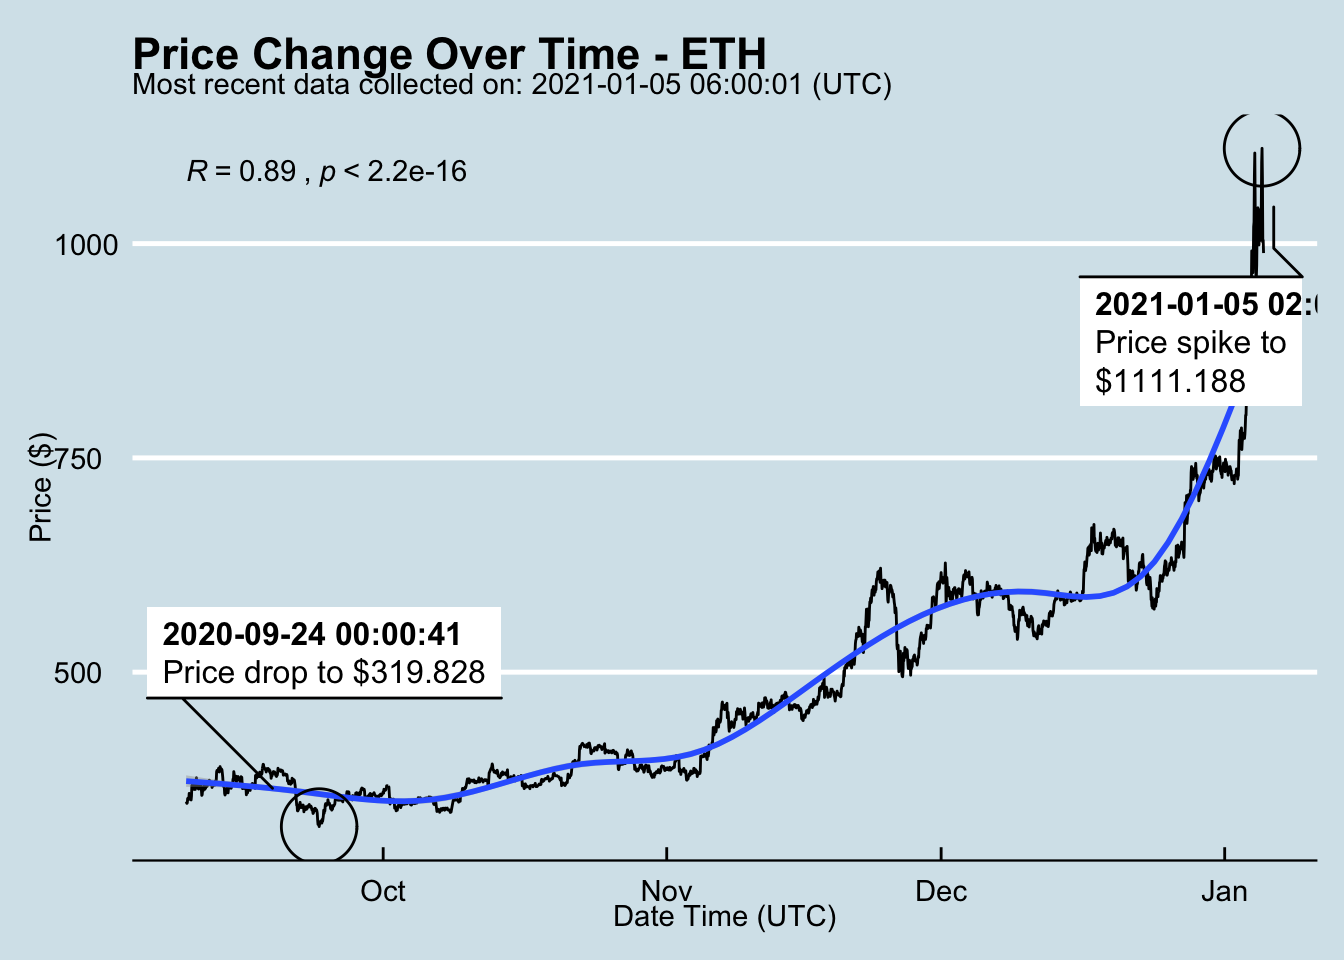 Price Change Over Time - ETH
Most recent data collected on: 2021-01-05 06:00:01 (UTC)
R = 0.89 , p < 2.2e-16
1000
2021-01-05 02:
Price spike to
$1111.188
750
Price ($)
2020-09-24 00:00:41
Price drop to $319.828
500
Oct
Nov
Dec
Jan
Date Time (UTC)